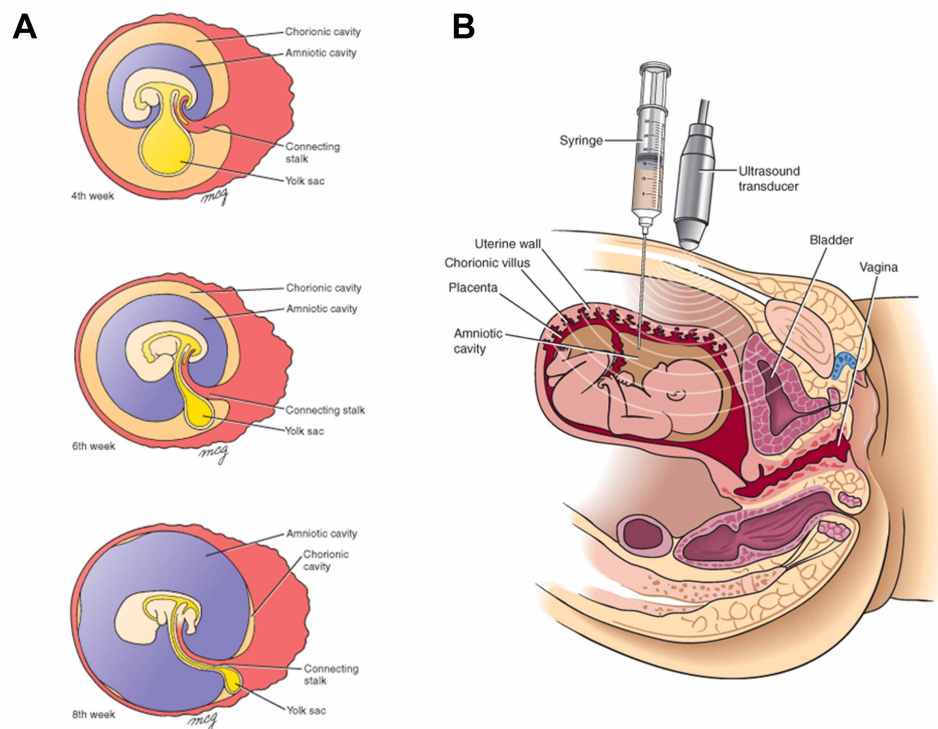 A
Chorionic cavity
Amniotic cavity
Connecting
stalk
Yolk sac
4th week
mcg
Chorionic cavity
Amniotic cavity
Connecting stalk
Yolk sac
6th week
mcg
Amniotic cavity
Chorionic
cavity
Connecting
stalk
Yolk sac
8th week
mcg
B
Syringe
Ultrasound
transducer
Uterine wall
Chorionic villus
Placenta
Amniotic
cavity
Bladder
Vagina